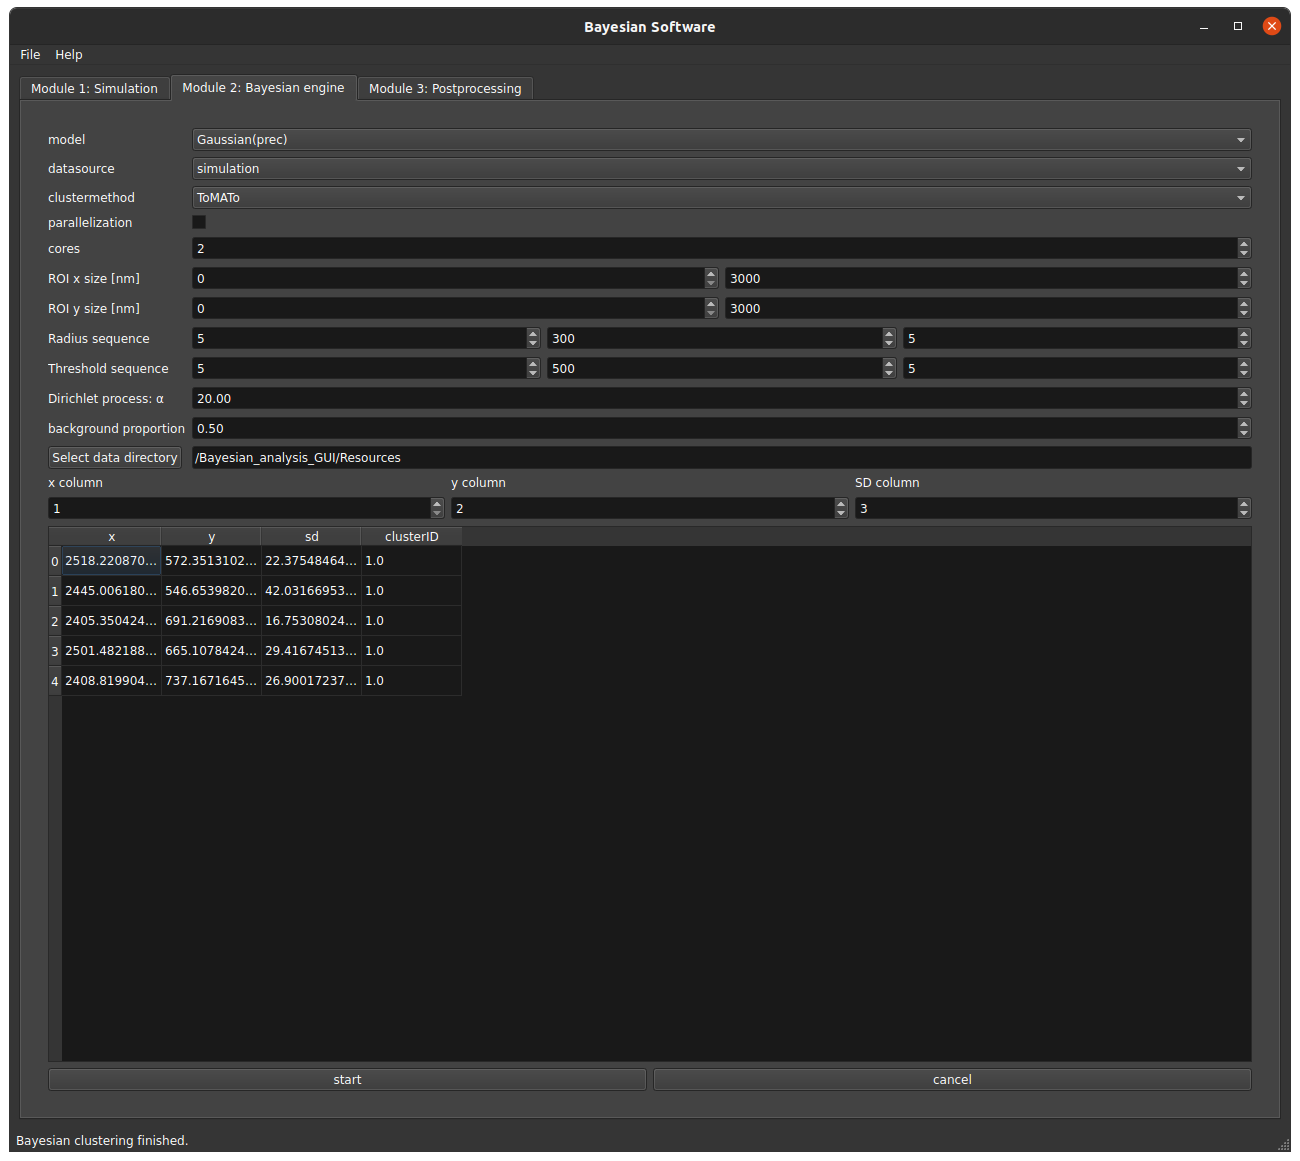 Bayesian Software
File Help
Module 1: Simulation Module 2: Bayesian engine Module 3: Postprocessing
model Gaussian(prec)
datasource simulation
clustermethod ToMATo
parallelization
cores 2
ROI x size [nm] 0 3000
ROI y size [nm] 0 3000
Radius sequence 5 300 5
Threshold sequence 5 500 5
Dirichlet process: α 20.00
background proportion 0.50
Select data directory /Bayesian_analysis_GUI/Resources
x column y column SD column
1 2 3
x y sd clusterID
0 2518.220870... 572.3513102... 22.37548464... 1.0
1 2445.006180... 546.6539820... 42.03166953... 1.0
2 2405.350424... 691.2169083... 16.75308024... 1.0
3 2501.482188... 665.1078424... 29.41674513... 1.0
4 2408.819904... 737.1671645... 26.90017237... 1.0
start cancel
Bayesian clustering finished.